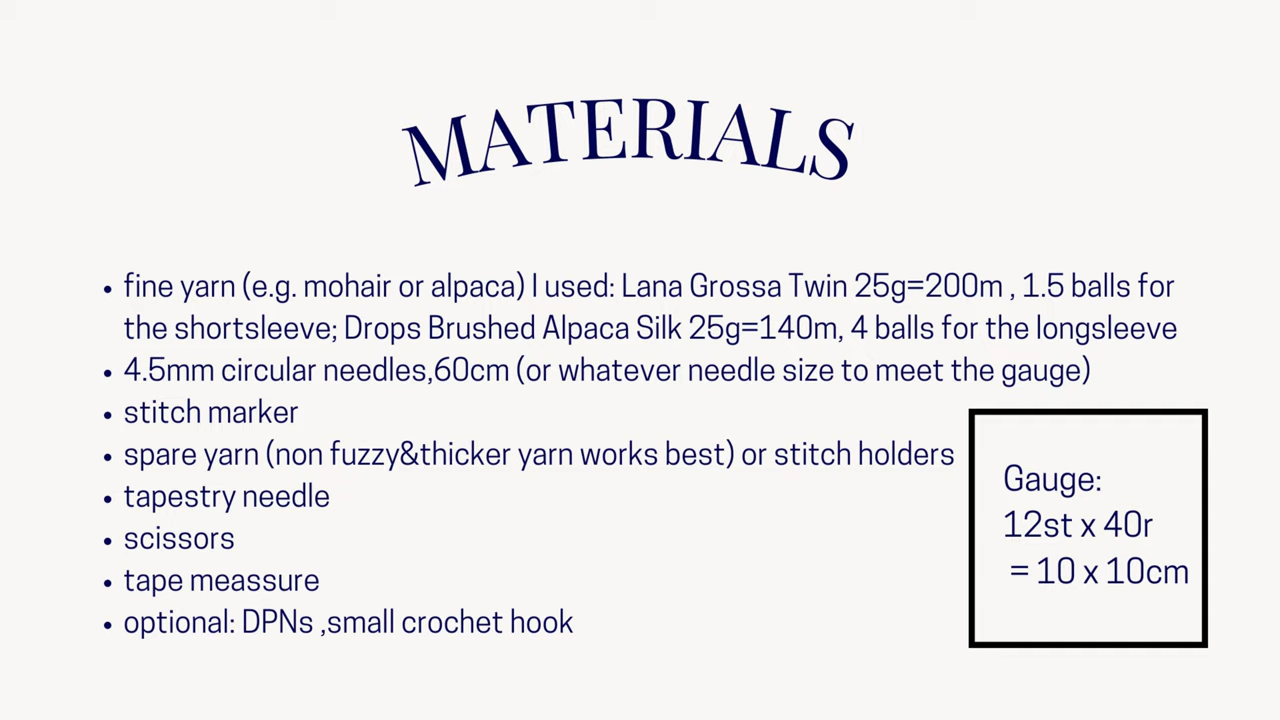 MATERIALS
• fine yarn (e.g. mohair or alpaca) I used: Lana Grossa Twin 25g=200m , 1.5 balls for
the shortsleeve; Drops Brushed Alpaca Silk 25g=140m, 4 balls for the longsleeve
• 4.5mm circular needles,60cm (or whatever needle size to meet the gauge)
• stitch marker
• spare yarn (non fuzzy&thicker yarn works best) or stitch holders
• tapestry needle
• scissors
• tape meassure
• optional: DPNs ,small crochet hook
Gauge:
12st x 40r
= 10 x 10cm